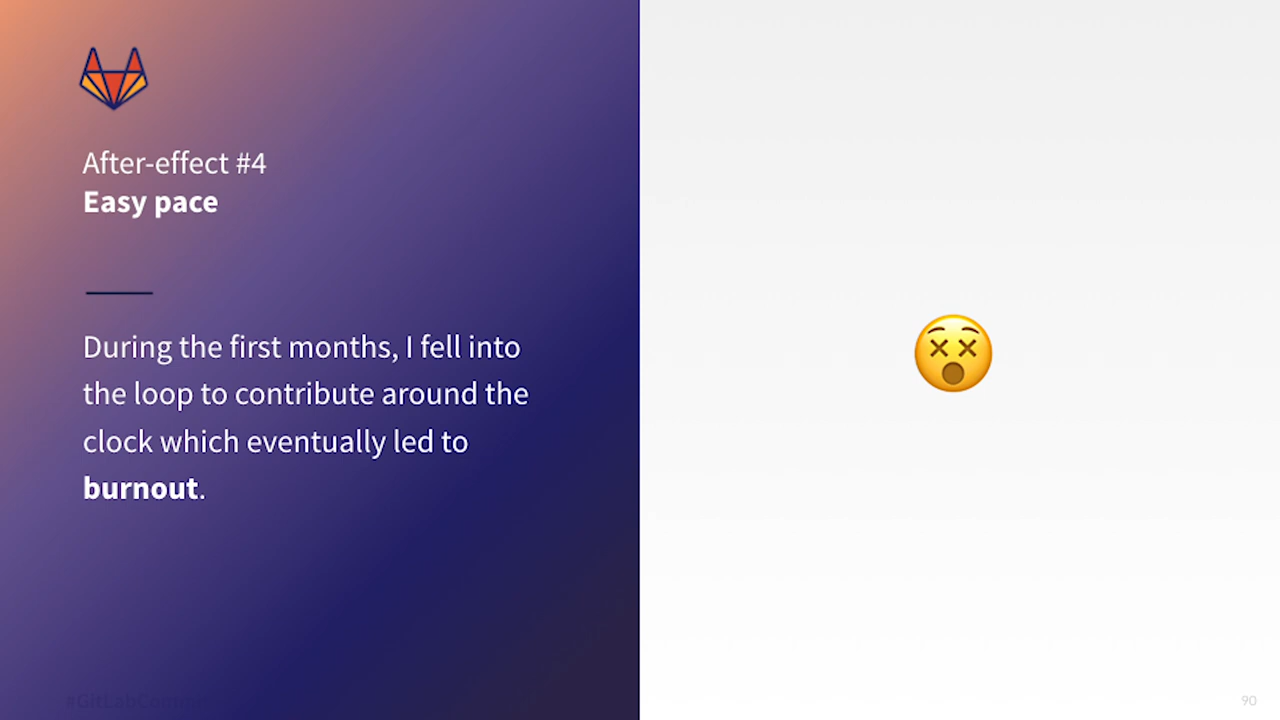 After-effect #4
Easy pace
During the first months, I fell into
the loop to contribute around the
clock which eventually led to
burnout.
90